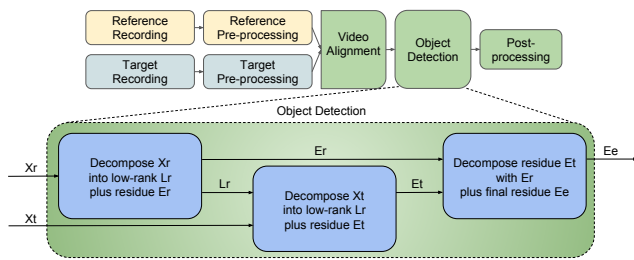 Reference
Recording
Reference
Pre-processing
Target
Recording
Target
Pre-processing
Video
Alignment
Object
Detection
Post-
processing
Object Detection
Xr
Xt
Decompose Xr
into low-rank Lr
plus residue Er
Er
Lr
Decompose Xt
into low-rank Lr
plus residue Et
Et
Decompose residue Et
with Er
plus final residue Ee
Ee